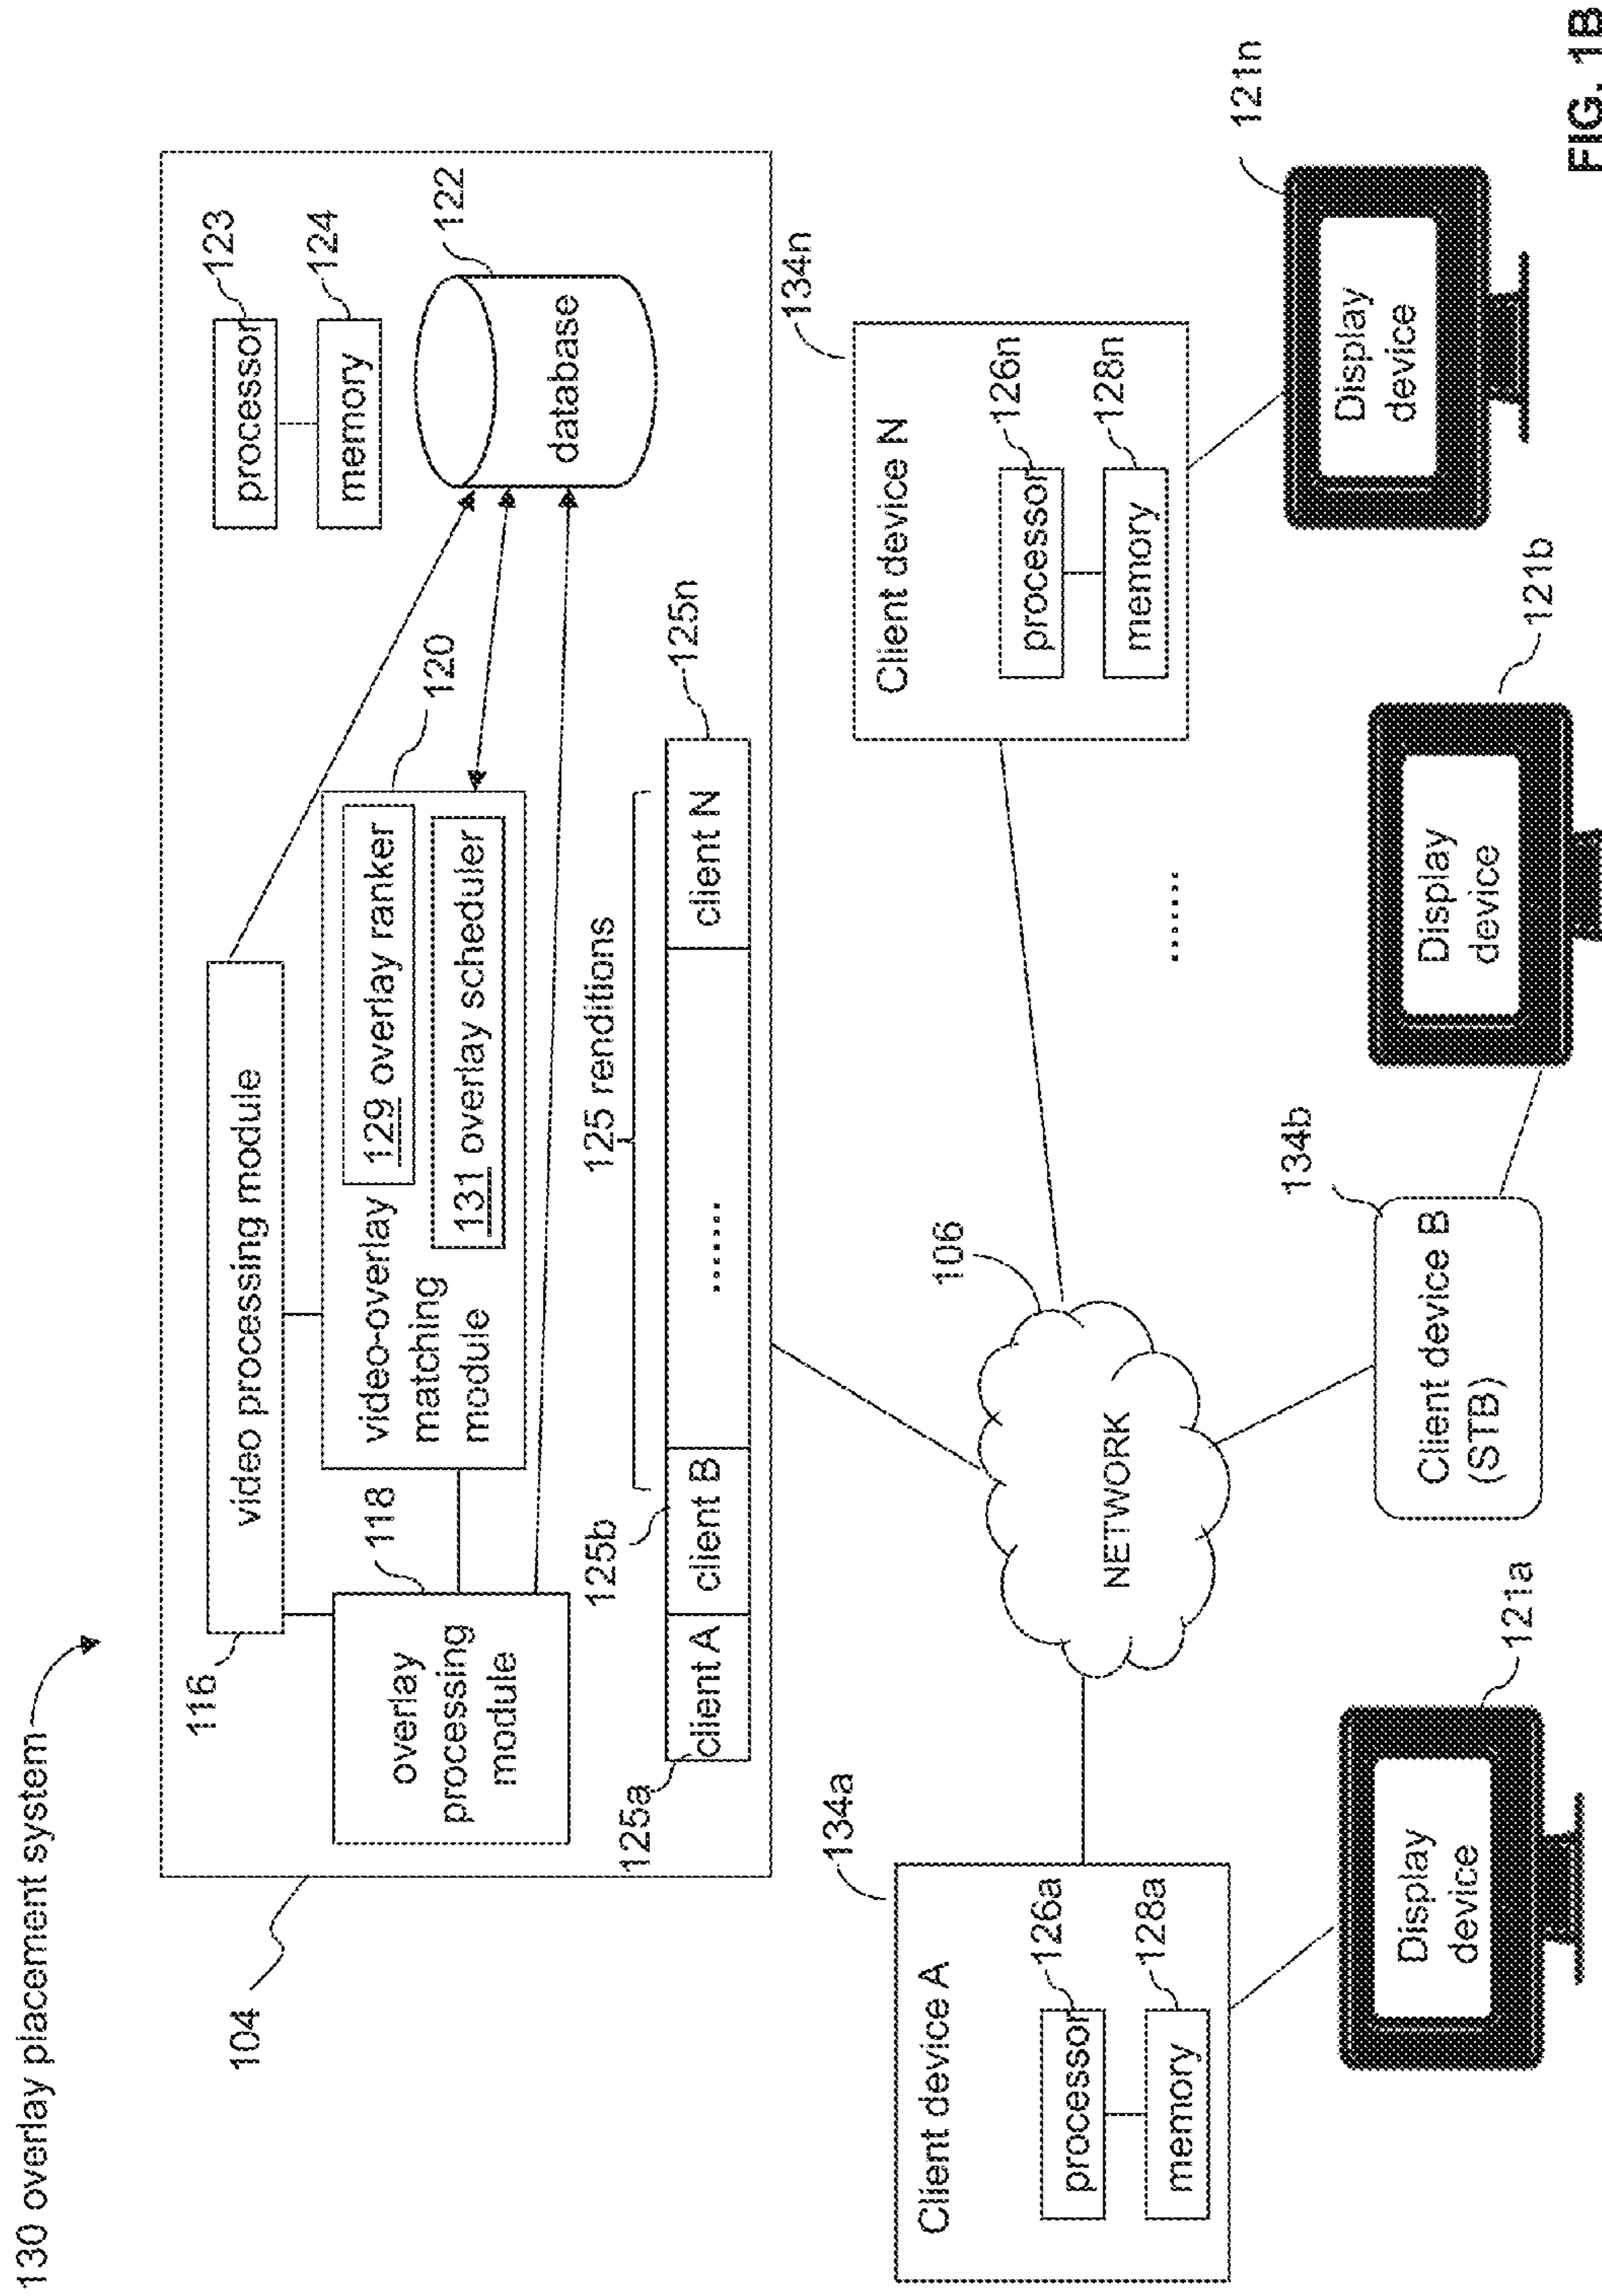 130 overlay placement system
104
116
video processing module
118
overlay
processing
module
video-overlay
matching
module
129 overlay ranker
131 overlay scheduler
120
processor
123
memory
124
122
database
125 renditions
125a
client A
125b
client B
.......
client N
125n
106
NETWORK
134a
Client device A
processor
126a
memory
128a
Display
device
121a
134b
Client device B
(STB)
Display
device
121b
......
134n
Client device N
processor
126n
memory
128n
Display
device
121n
FIG. 1B